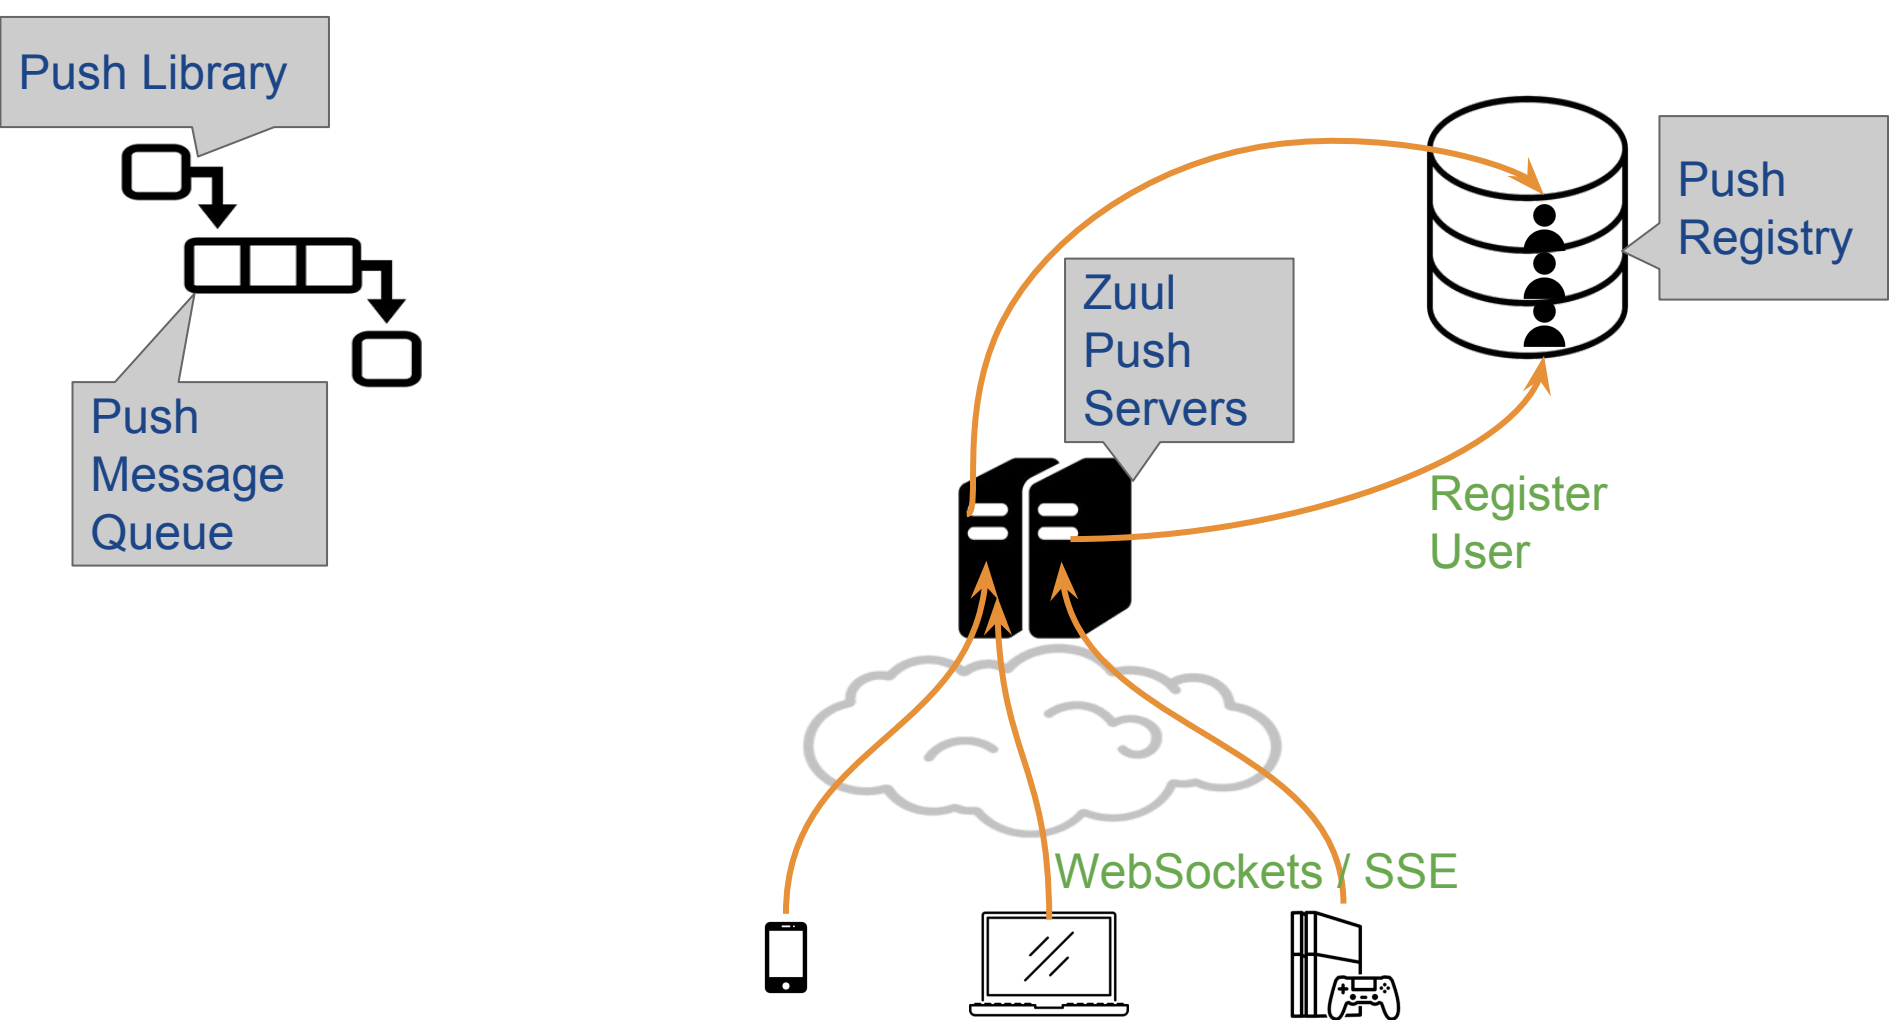 Push Library
Push
Message
Queue
Zuul
Push
Servers
Push
Registry
Register
User
WebSockets / SSE